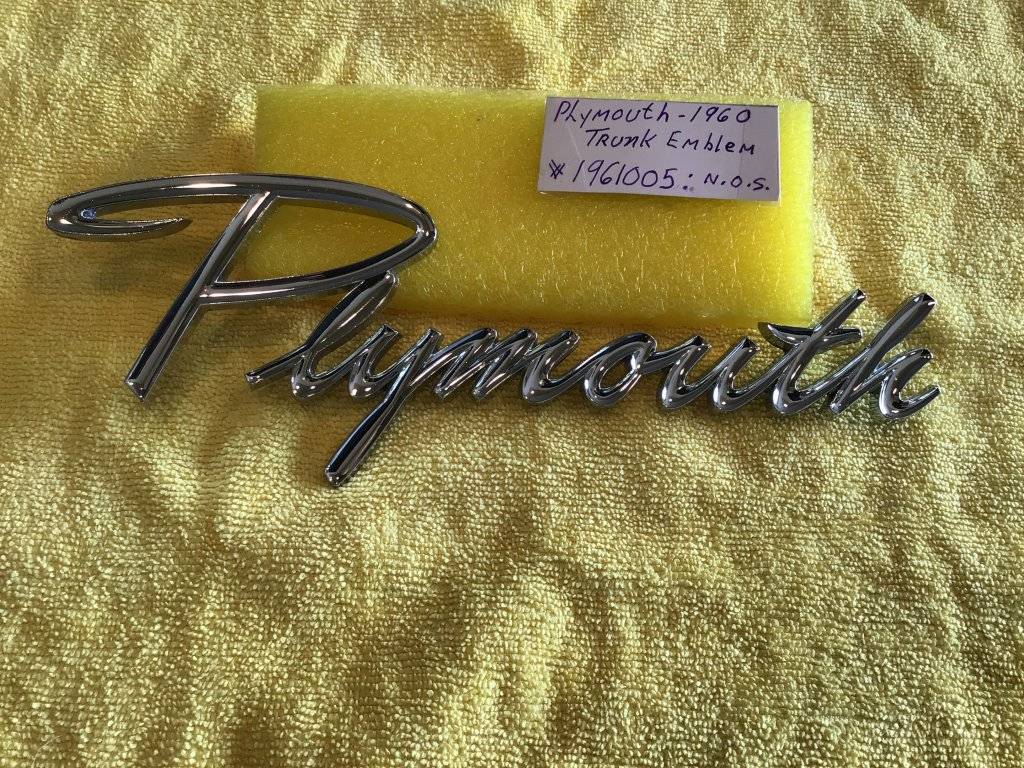 Plymouth - 1960
Trunk Emblem
* 1961005: N.O.S.
Plymouth